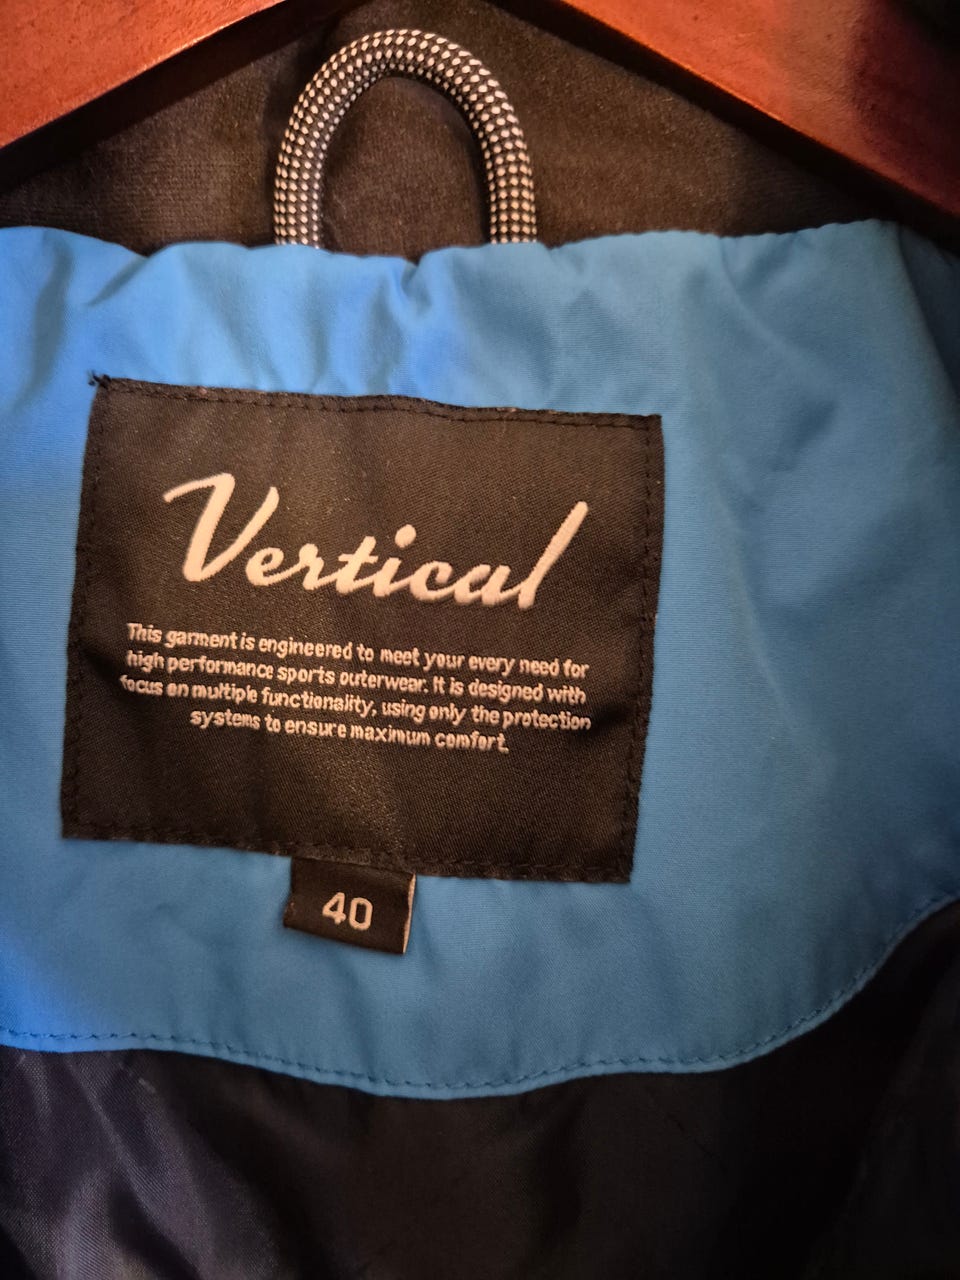 Vertical
This garment is engineered to meet your every need for
high performance sports outerwear. It is designed with
focus on multiple functionality, using only the protection
systems to ensure maximum comfort.
40